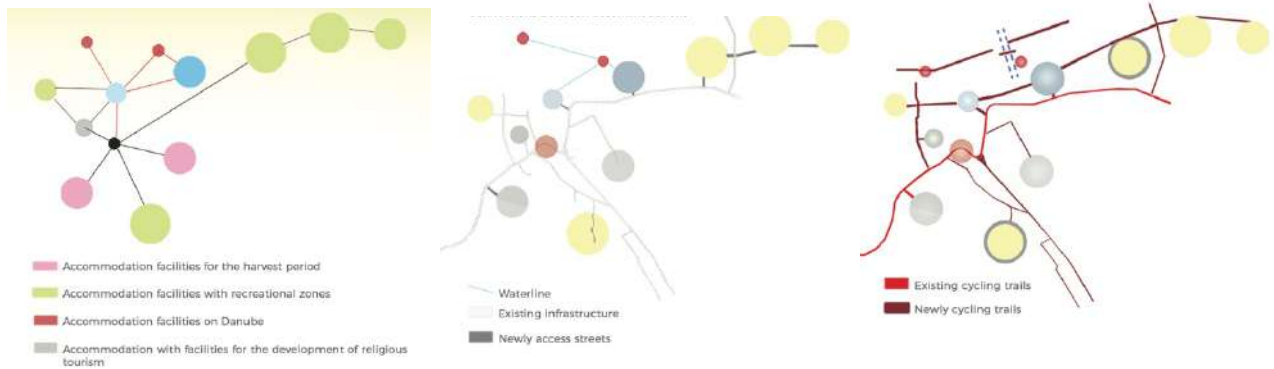 Accommodation facilities for the harvest period
Accommodation facilities with recreational zones
Accommodation facilities on Danube
Accommodation with facilities for the development of religious
tourism
Waterline
Existing infrastructure
Newly access streets
Existing cycling trails
Newly cycling trails